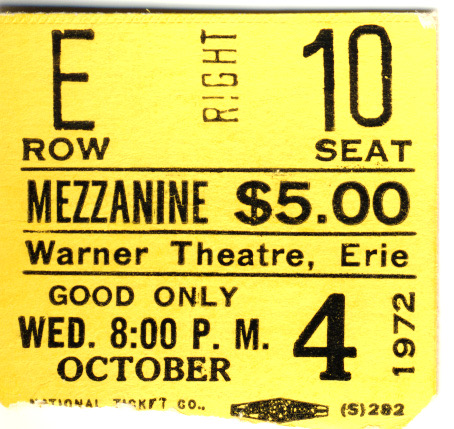 E RIGHT 10
ROW SEAT
MEZZANINE $5.00
Warner Theatre, Erie
GOOD ONLY
WED. 8:00 P. M.
OCTOBER 4 1972
NATIONAL TICKET CO., (S)282